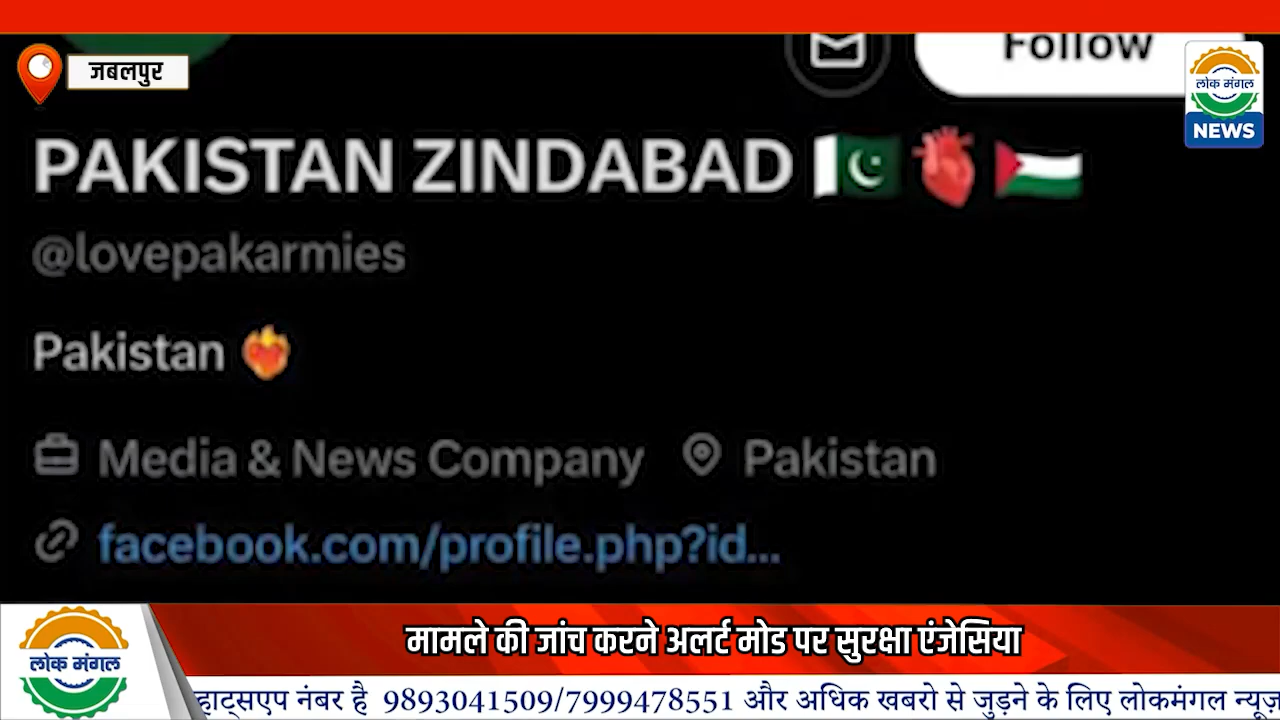 जबलपुर
Follow
लोक मंगल
NEWS
PAKISTAN ZINDABAD
@lovepakarmies
Pakistan
Media & News Company
Pakistan
facebook.com/profile.php?id...
मामले की जांच करने अलर्ट मोड पर सुरक्षा एंजेसिया
लोक मंगल
हाट्सएप नंबर है 9893041509/7999478551 और अधिक खबरो से जुड़ने के लिए लोकमंगल न्यूज़